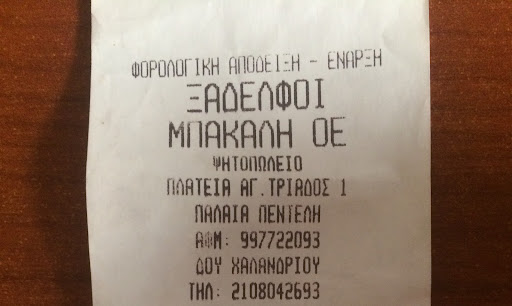 ΦΟΡΟΛΟΓΙΚΗ ΑΠΟΔΕΙΞΗ - ΕΝΑΡΞΗ
ΞΑΔΕΛΦΟΙ
ΜΠΑΚΑΛΗ ΟΕ
ΨΗΤΟΠΩΛΕΙΟ
ΠΛΑΤΕΙΑ ΑΓ.ΤΡΙΑΔΟΣ 1
ΠΑΛΑΙΑ ΠΕΝΤΕΛΗ
ΑΦΜ: 997722093
ΔΟΥ ΧΑΛΑΝΔΡΙΟΥ
ΤΗΛ: 2108042693